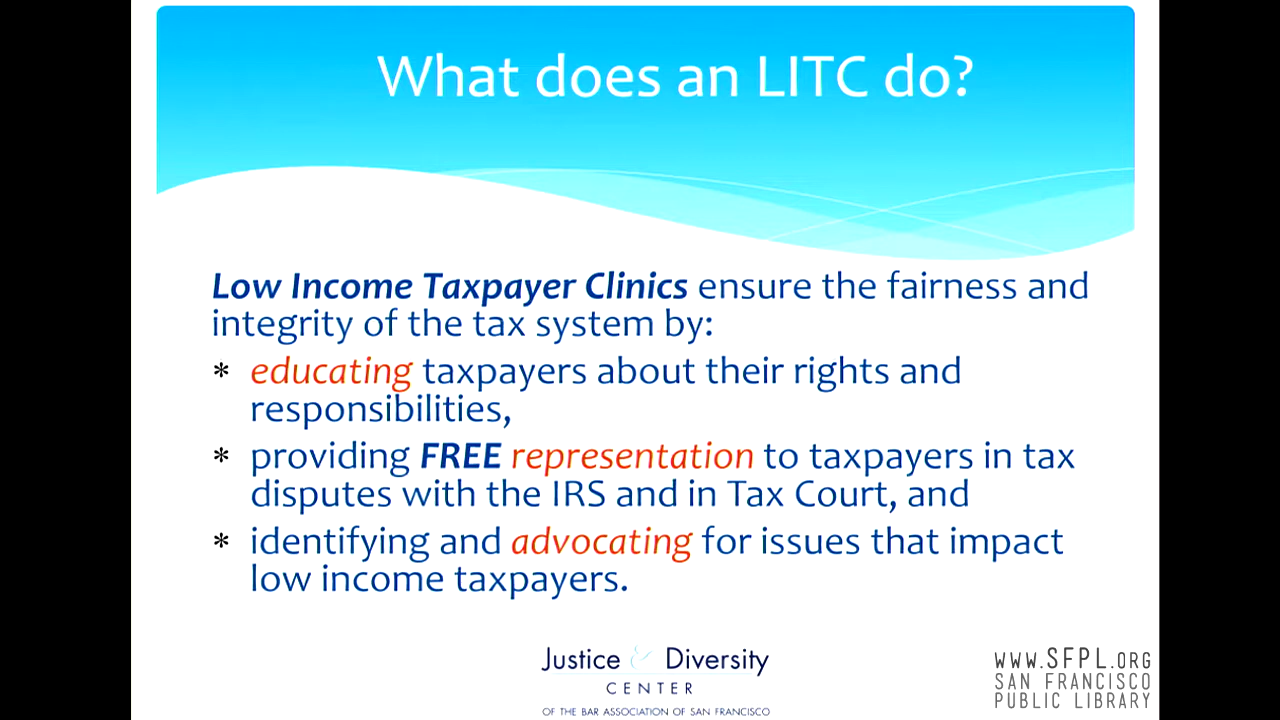 What does an LITC do?
Low Income Taxpayer Clinics ensure the fairness and
integrity of the tax system by:
* educating taxpayers about their rights and
responsibilities,
* providing FREE representation to taxpayers in tax
disputes with the IRS and in Tax Court, and
* identifying and advocating for issues that impact
low income taxpayers.
Justice & Diversity
CENTER
OF THE BAR ASSOCIATION OF SAN FRANCISCO
WWW.SFPL.ORG
SAN FRANCISCO
PUBLIC LIBRARY